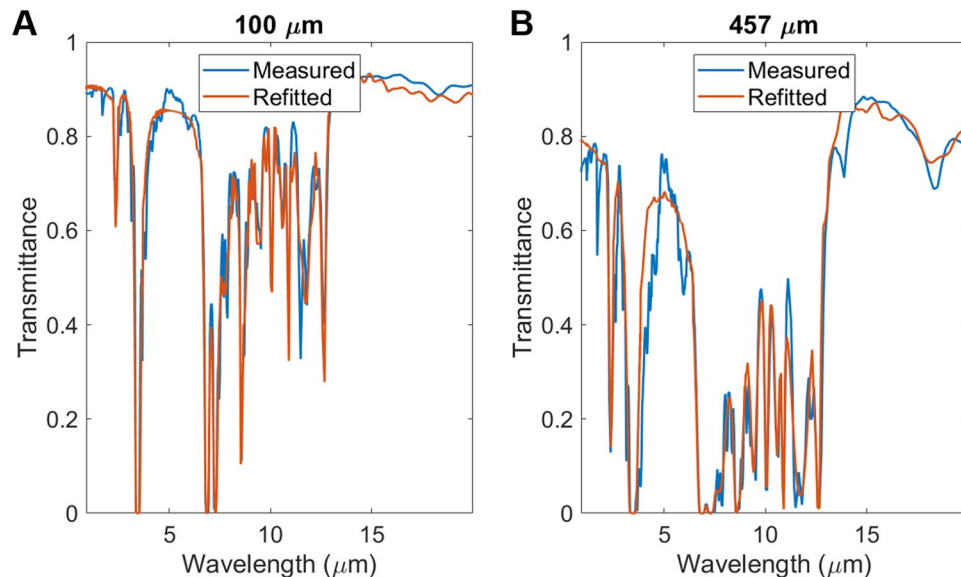 A
100 μm
Measured
Refitted
1
0.8
0.6
0.4
0.2
0
Transmittance
5
10
15
Wavelength (μm)
B
457 μm
Measured
Refitted
1
0.8
0.6
0.4
0.2
0
Transmittance
5
10
15
Wavelength (μm)